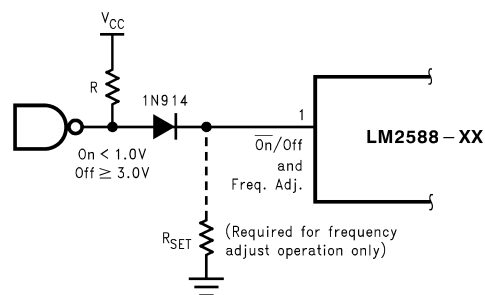 V_CC
R
1N914
1
On < 1.0V
Off ≥ 3.0V
O̅n̅/Off
and
Freq. Adj.
LM2588 – XX
R_SET
(Required for frequency
adjust operation only)